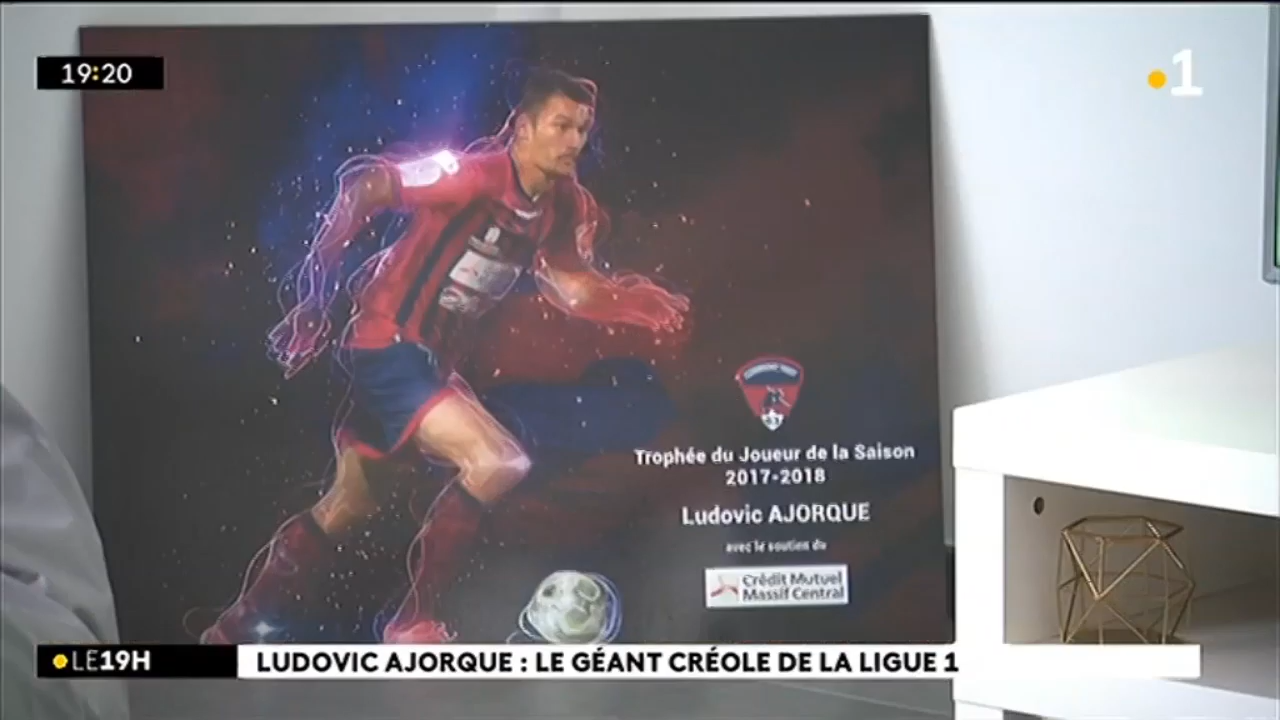 19:20
1
Trophée du Joueur de la Saison
2017-2018
Ludovic AJORQUE
avec le soutien du
Crédit Mutuel
Massif Central
LE19H
LUDOVIC AJORQUE : LE GÉANT CRÉOLE DE LA LIGUE 1